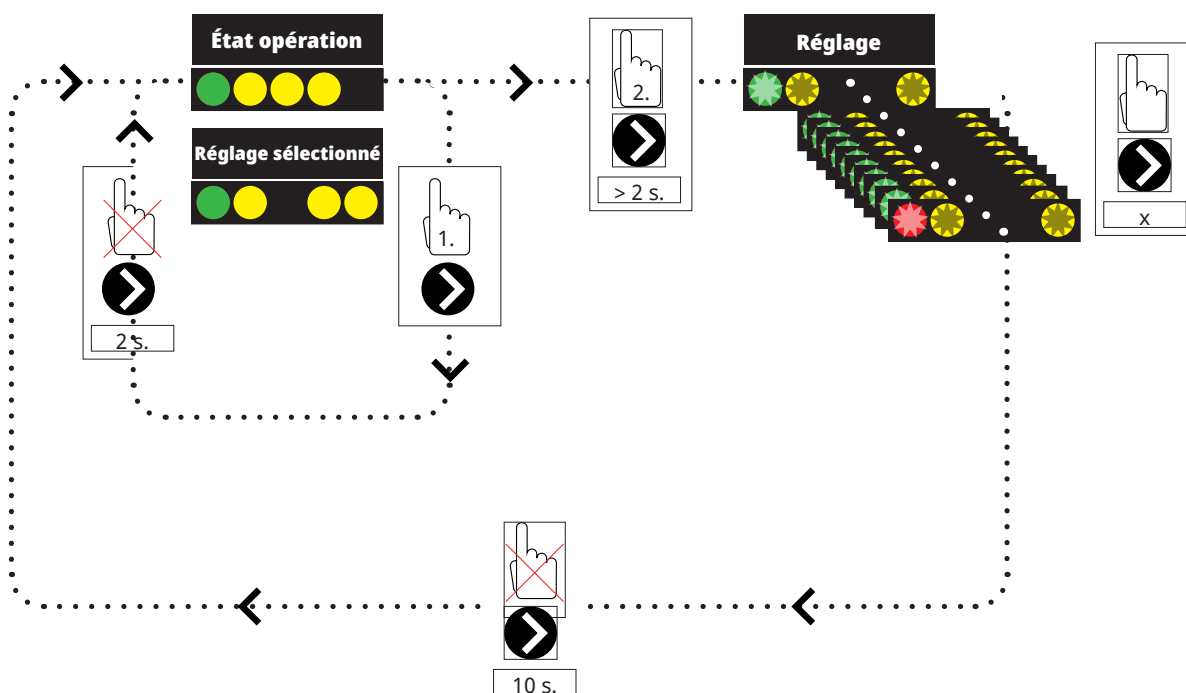 État opération
Réglage sélectionné
2 s.
1.
2.
> 2 s.
Réglage
x
10 s.